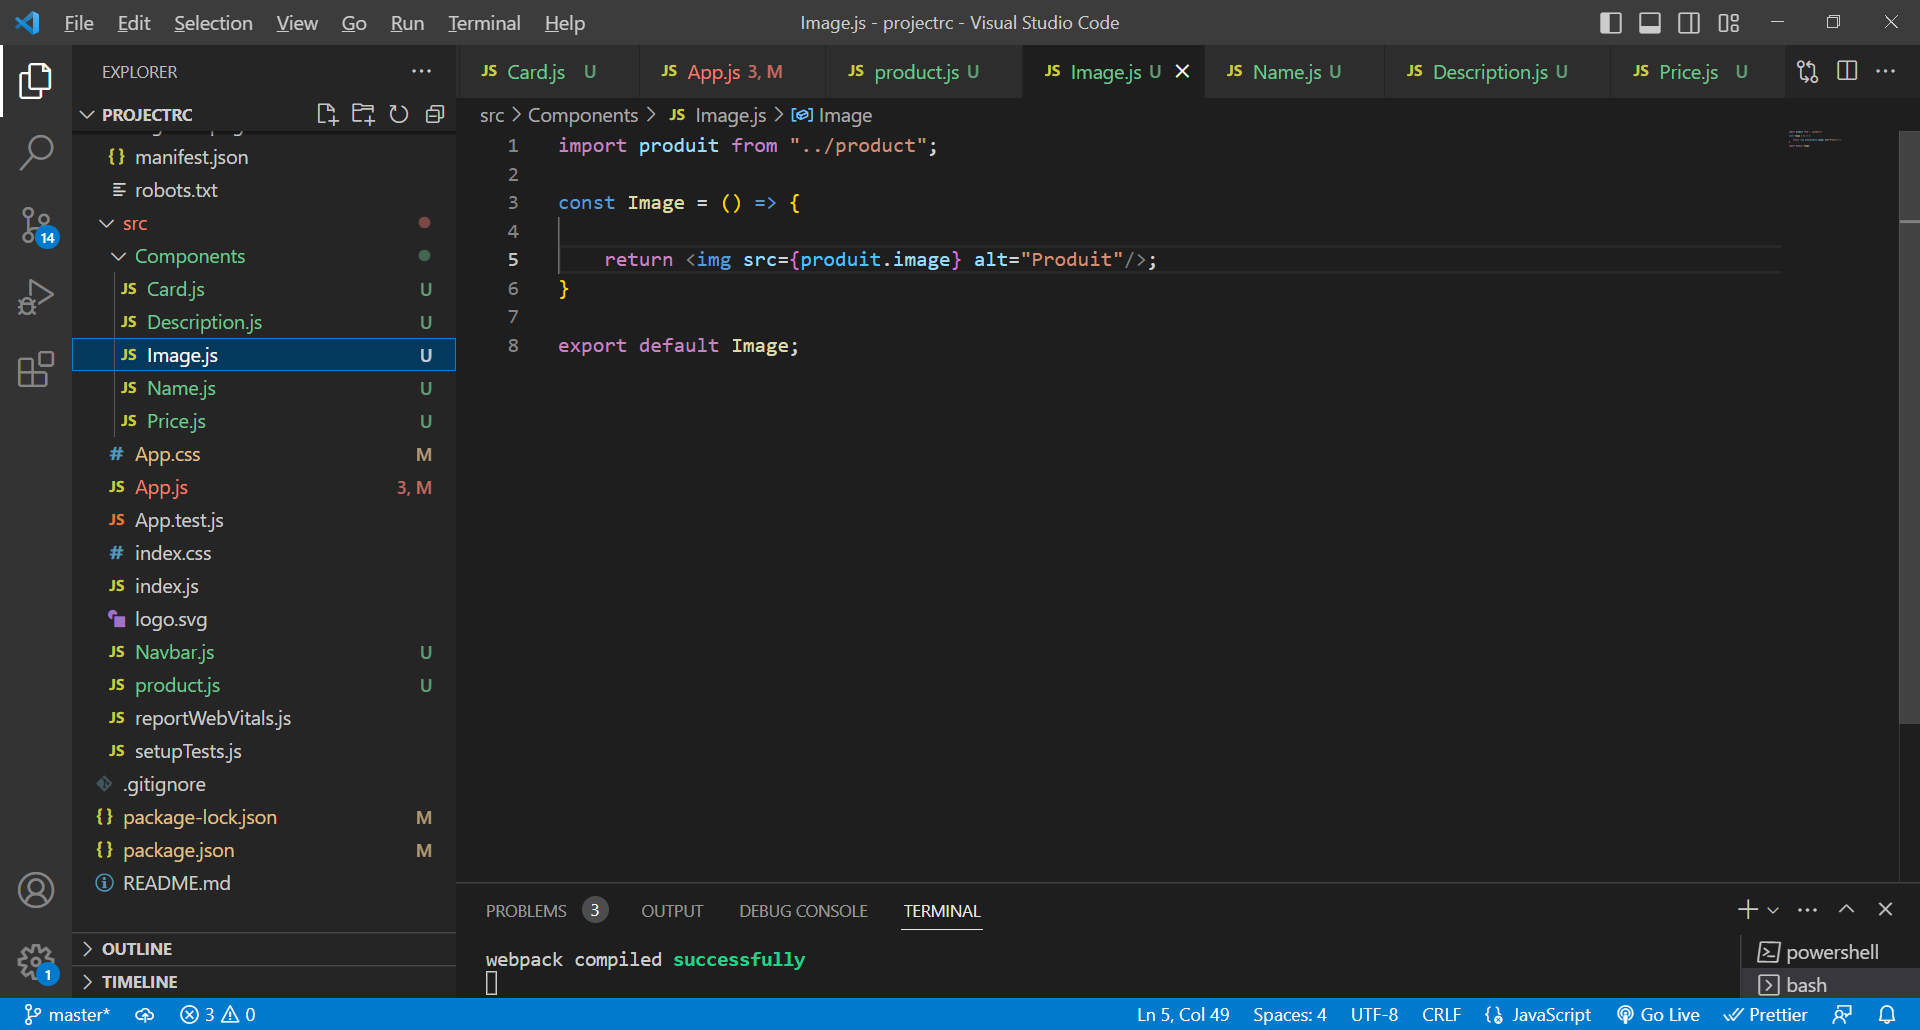 File Edit Selection View Go Run Terminal Help
Image.js - projectrc - Visual Studio Code
EXPLORER
PROJECTRC
manifest.json
robots.txt
src
Components
JS Card.js U
JS Description.js U
JS Image.js U
JS Name.js U
JS Price.js U
# App.css M
JS App.js 3, M
JS App.test.js
# index.css
JS index.js
logo.svg
JS Navbar.js U
JS product.js U
JS reportWebVitals.js
JS setupTests.js
.gitignore
{} package-lock.json M
{} package.json M
README.md
OUTLINE
TIMELINE
14
1
JS Card.js U JS App.js 3, M JS product.js U JS Image.js U JS Name.js U JS Description.js U JS Price.js U
src > Components > JS Image.js > Image
1 import produit from "../product";
2
3 const Image = () => {
4
5 return <img src={produit.image} alt="Produit"/>;
6 }
7
8 export default Image;
PROBLEMS 3 OUTPUT DEBUG CONSOLE TERMINAL
webpack compiled successfully
powershell
bash
master* 3 0 Ln 5, Col 49 Spaces: 4 UTF-8 CRLF {} JavaScript Go Live Prettier